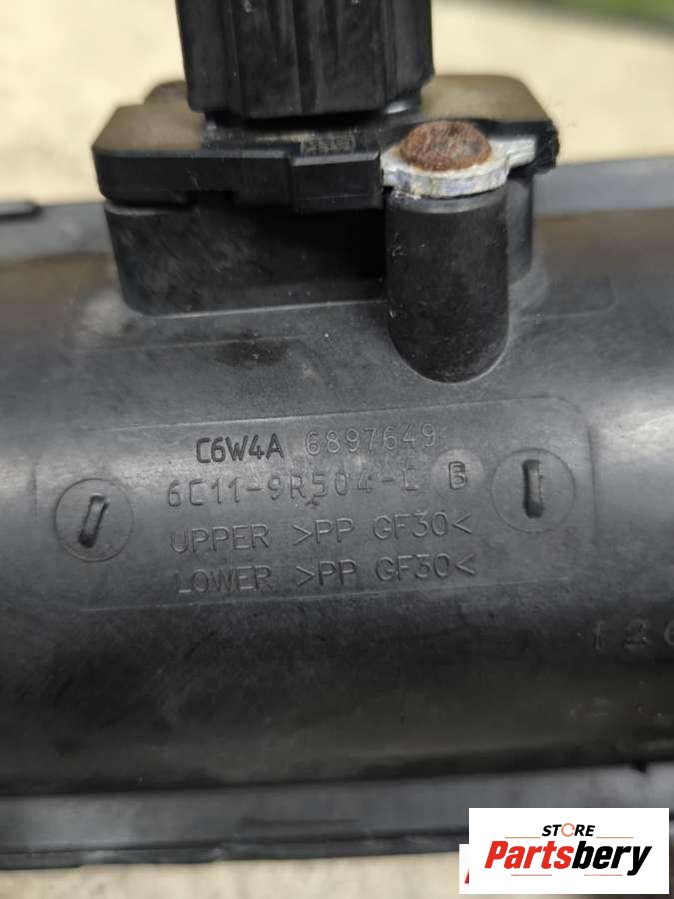 C6W4A 6897649
6C11-9R504-L B
UPPER >PP GF30<
LOWER >PP GF30<
STORE
Partsbery